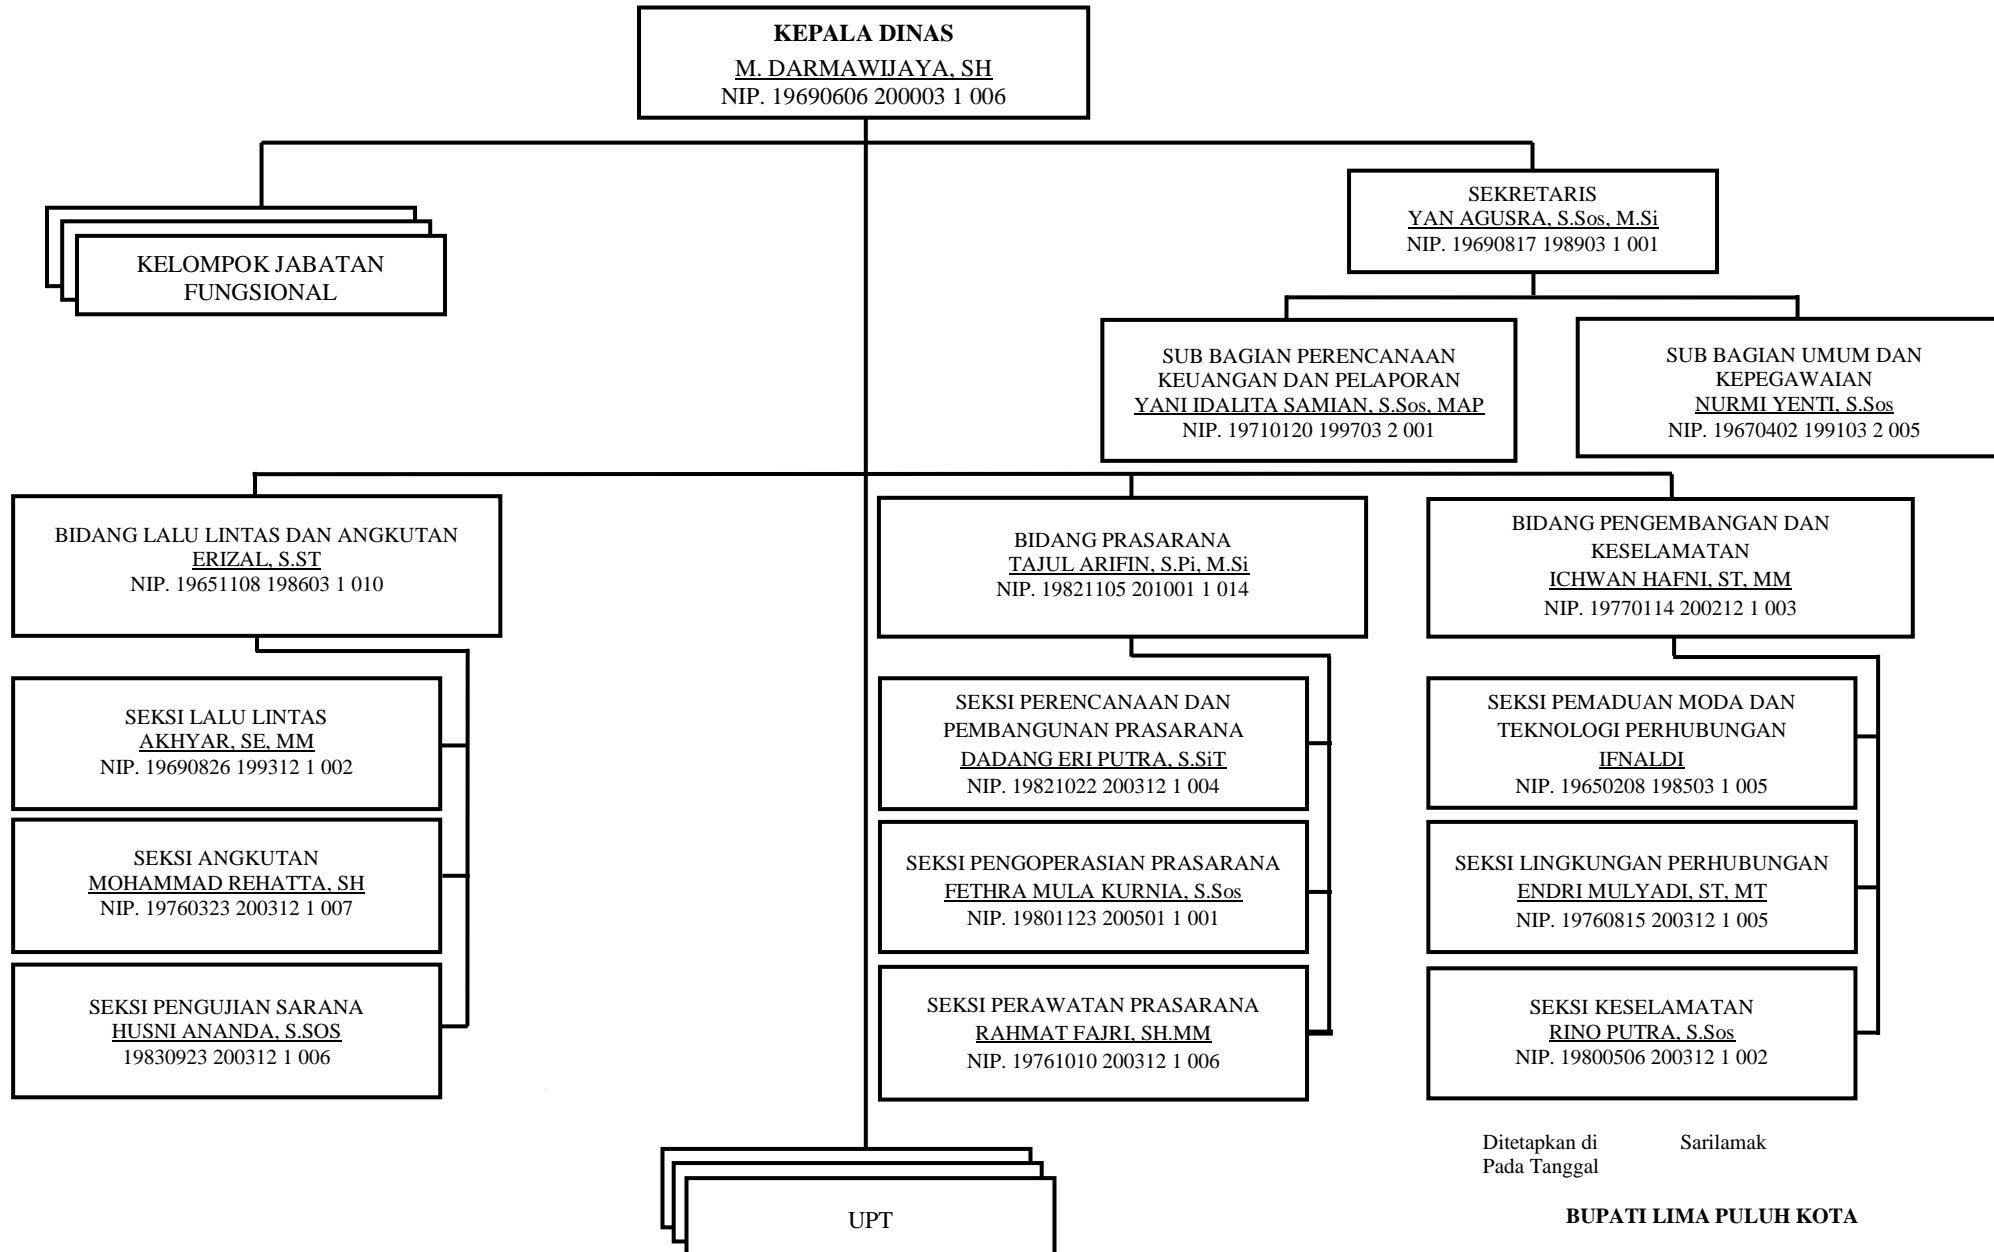 KEPALA DINAS
M. DARMAWIJAYA, SH
NIP. 19690606 200003 1 006
KELOMPOK JABATAN
FUNGSIONAL
SEKRETARIS
YAN AGUSRA, S.Sos, M.Si
NIP. 19690817 198903 1 001
SUB BAGIAN PERENCANAAN
KEUANGAN DAN PELAPORAN
YANI IDALITA SAMIAN, S.Sos, MAP
NIP. 19710120 199703 2 001
SUB BAGIAN UMUM DAN
KEPEGAWAIAN
NURMI YENTI, S.Sos
NIP. 19670402 199103 2 005
BIDANG LALU LINTAS DAN ANGKUTAN
ERIZAL, S.ST
NIP. 19651108 198603 1 010
BIDANG PRASARANA
TAJUL ARIFIN, S.Pi, M.Si
NIP. 19821105 201001 1 014
BIDANG PENGEMBANGAN DAN
KESELAMATAN
ICHWAN HAFNI, ST, MM
NIP. 19770114 200212 1 003
SEKSI LALU LINTAS
AKHYAR, SE, MM
NIP. 19690826 199312 1 002
SEKSI PERENCANAAN DAN
PEMBANGUNAN PRASARANA
DADANG ERI PUTRA, S.SiT
NIP. 19821022 200312 1 004
SEKSI PEMADUAN MODA DAN
TEKNOLOGI PERHUBUNGAN
IFNALDI
NIP. 19650208 198503 1 005
SEKSI ANGKUTAN
MOHAMMAD REHATTA, SH
NIP. 19760323 200312 1 007
SEKSI PENGOPERASIAN PRASARANA
FETHRA MULA KURNIA, S.Sos
NIP. 19801123 200501 1 001
SEKSI LINGKUNGAN PERHUBUNGAN
ENDRI MULYADI, ST, MT
NIP. 19760815 200312 1 005
SEKSI PENGUJIAN SARANA
HUSNI ANANDA, S.SOS
19830923 200312 1 006
SEKSI PERAWATAN PRASARANA
RAHMAT FAJRI, SH.MM
NIP. 19761010 200312 1 006
SEKSI KESELAMATAN
RINO PUTRA, S.Sos
NIP. 19800506 200312 1 002
Ditetapkan di Sarilamak
Pada Tanggal
BUPATI LIMA PULUH KOTA
UPT